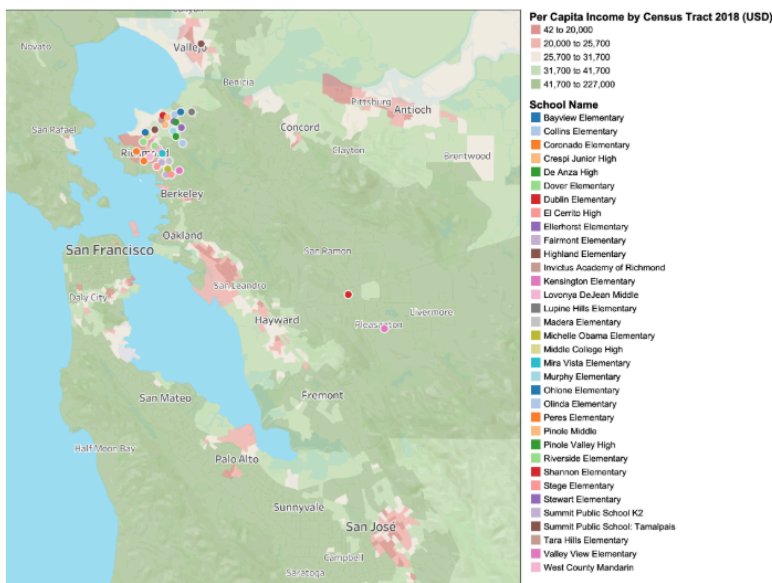 Per Capita Income by Census Tract 2018 (USD)
42 to 20,000
20,000 to 25,700
25,700 to 31,700
31,700 to 41,700
41,700 to 227,000
School Name
Bayview Elementary
Collins Elementary
Coronado Elementary
Crespi Junior High
De Anza High
Dover Elementary
Dublin Elementary
El Cerrito High
Ellerhorst Elementary
Fairmont Elementary
Highland Elementary
Invictus Academy of Richmond
Kensington Elementary
Lovonya DeJean Middle
Lupine Hills Elementary
Madera Elementary
Michelle Obama Elementary
Middle College High
Mira Vista Elementary
Murphy Elementary
Ohlone Elementary
Olinda Elementary
Peres Elementary
Pinole Middle
Pinole Valley High
Riverside Elementary
Shannon Elementary
Stege Elementary
Stewart Elementary
Summit Public School K2
Summit Public School: Tamalpais
Tara Hills Elementary
Valley View Elementary
West County Mandarin
Novato
Vallejo
Benicia
Pittsburg
Antioch
San Rafael
Concord
Clayton
Brentwood
Berkeley
Oakland
San Francisco
San Ramon
San Leandro
Daly City
Hayward
Livermore
Pleasanton
San Mateo
Fremont
Half Moon Bay
Palo Alto
Sunnyvale
San José
Campbell
Saratoga